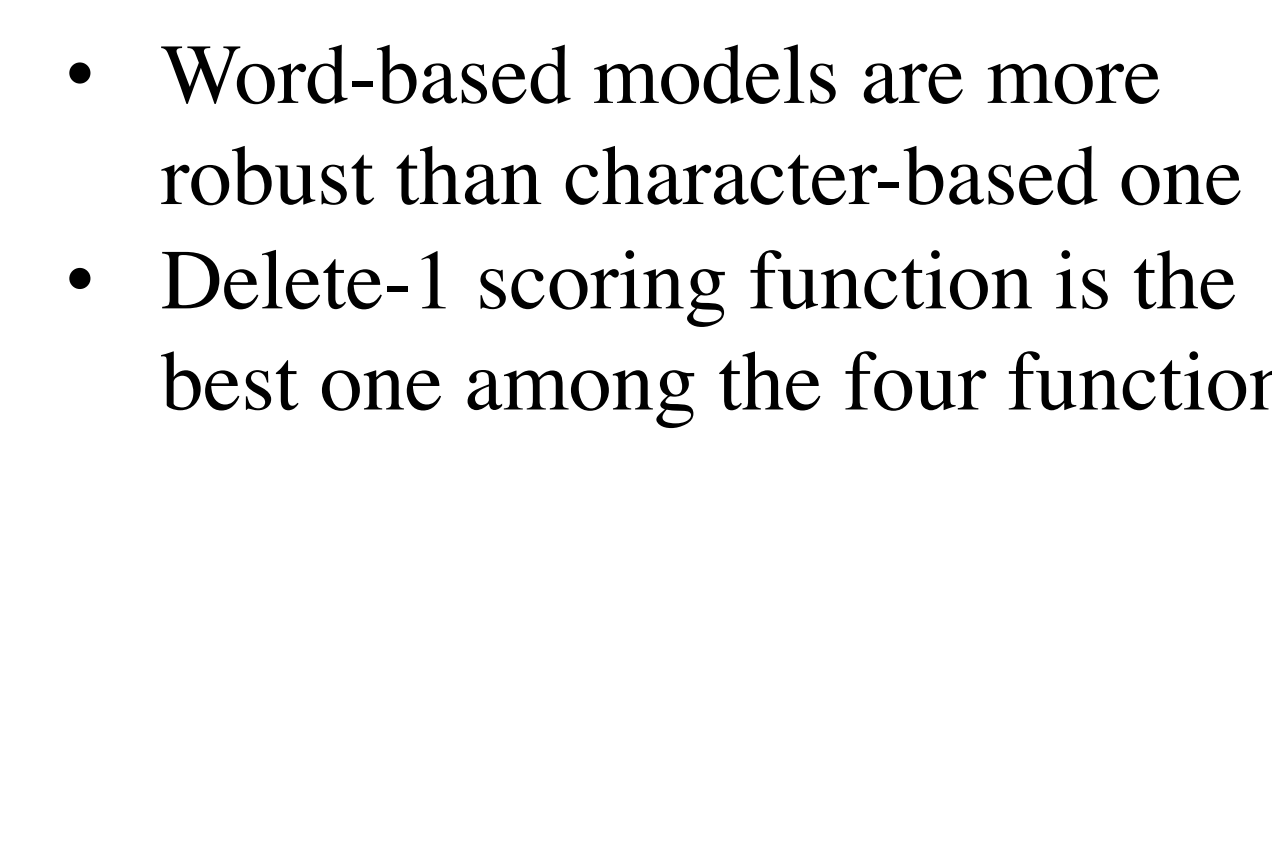 • Word-based models are more
robust than character-based one
• Delete-1 scoring function is the
best one among the four function